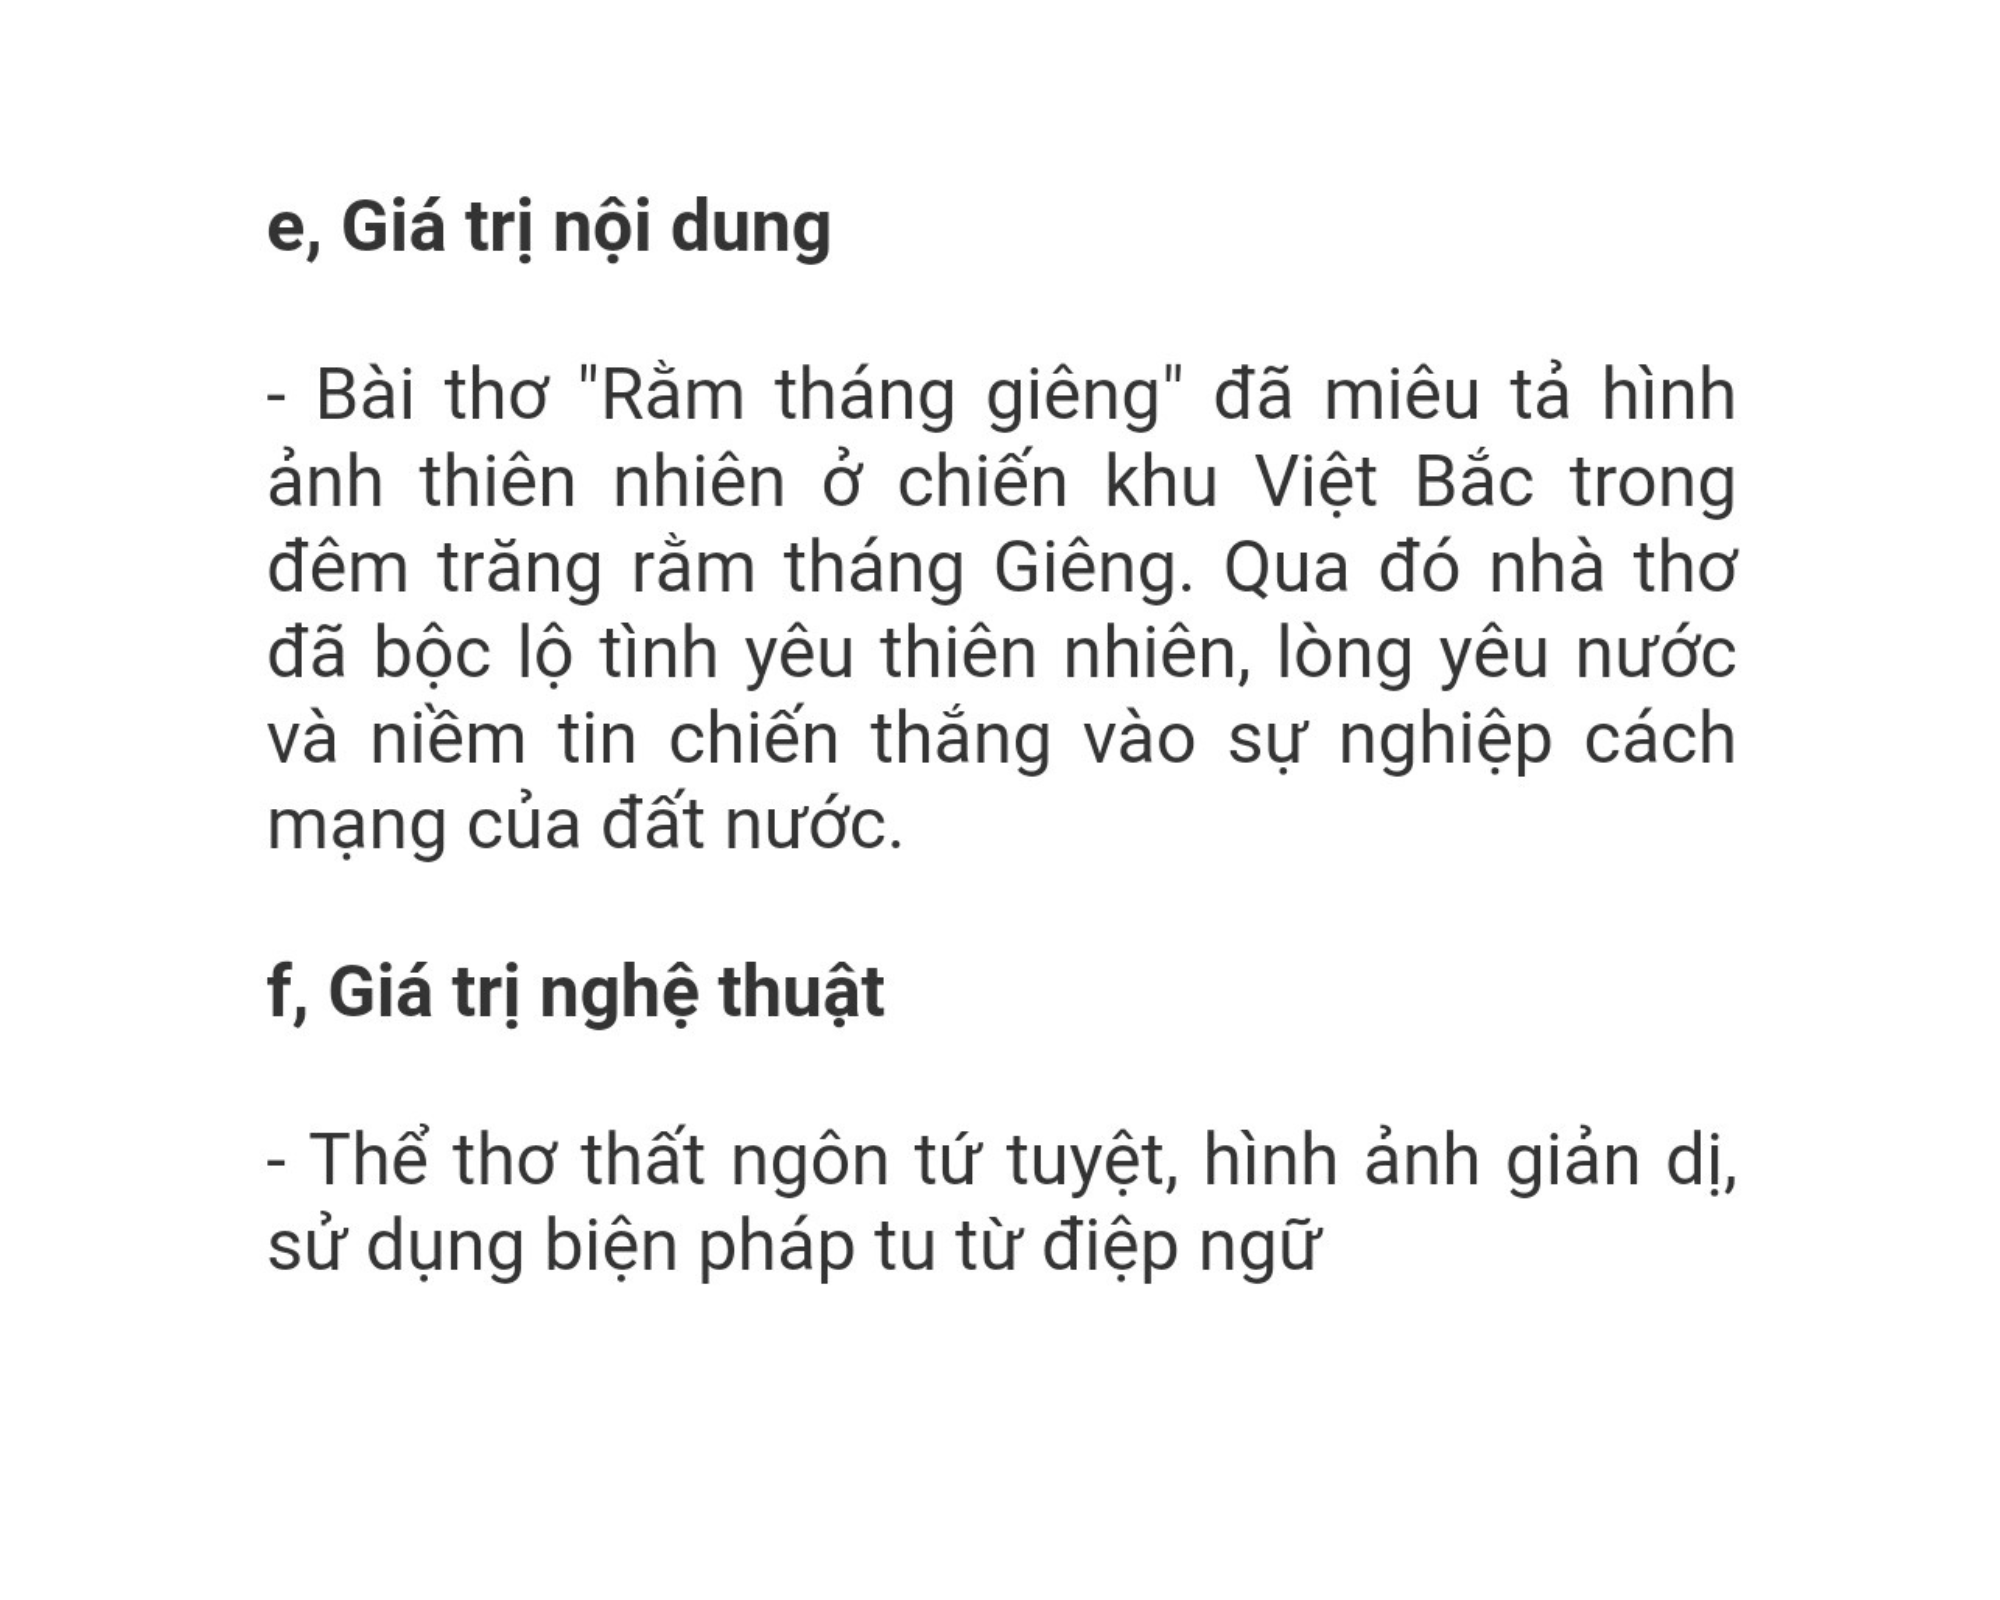 e, Giá trị nội dung
- Bài thơ "Rằm tháng giêng" đã miêu tả hình
ảnh thiên nhiên ở chiến khu Việt Bắc trong
đêm trăng rằm tháng Giêng. Qua đó nhà thơ
đã bộc lộ tình yêu thiên nhiên, lòng yêu nước
và niềm tin chiến thắng vào sự nghiệp cách
mạng của đất nước.
f, Giá trị nghệ thuật
- Thể thơ thất ngôn tứ tuyệt, hình ảnh giản dị,
sử dụng biện pháp tu từ điệp ngữ